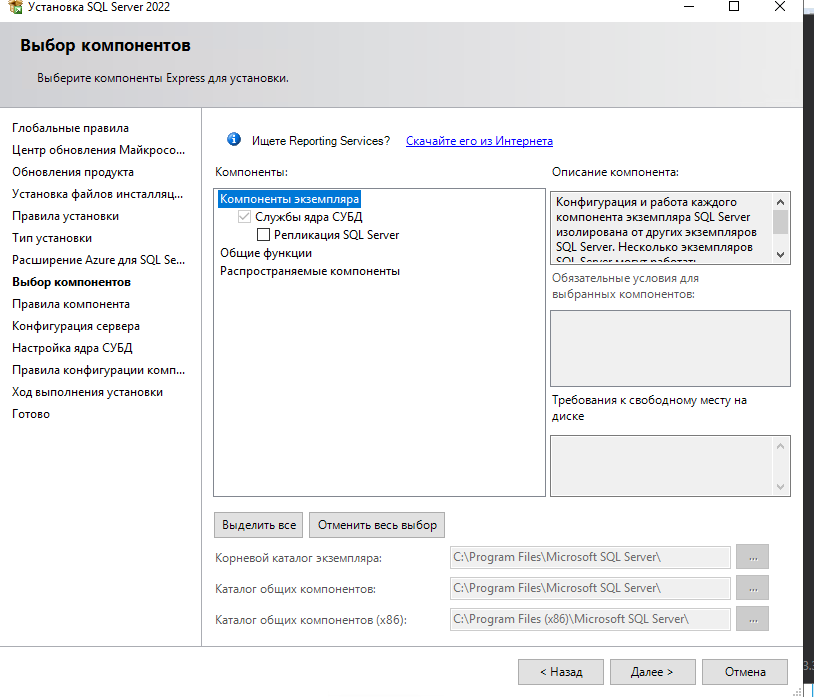 Установка SQL Server 2022
Выбор компонентов
Выберите компоненты Express для установки.
Глобальные правила
Центр обновления Майкросо...
Обновления продукта
Установка файлов инсталляц...
Правила установки
Тип установки
Расширение Azure для SQL Se...
Выбор компонентов
Правила компонента
Конфигурация сервера
Настройка ядра СУБД
Правила конфигурации комп...
Ход выполнения установки
Готово
Ищете Reporting Services? Скачайте его из Интернета
Компоненты:
Компоненты экземпляра
Службы ядра СУБД
Репликация SQL Server
Общие функции
Распространяемые компоненты
Описание компонента:
Конфигурация и работа каждого
компонента экземпляра SQL Server
изолирована от других экземпляров
SQL Server. Несколько экземпляров
SQL Server могут работать
Обязательные условия для
выбранных компонентов:
Требования к свободному месту на
диске
Выделить все
Отменить весь выбор
Корневой каталог экземпляра:
C:\Program Files\Microsoft SQL Server\
...
Каталог общих компонентов:
C:\Program Files\Microsoft SQL Server\
...
Каталог общих компонентов (x86):
C:\Program Files (x86)\Microsoft SQL Server\
...
< Назад
Далее >
Отмена